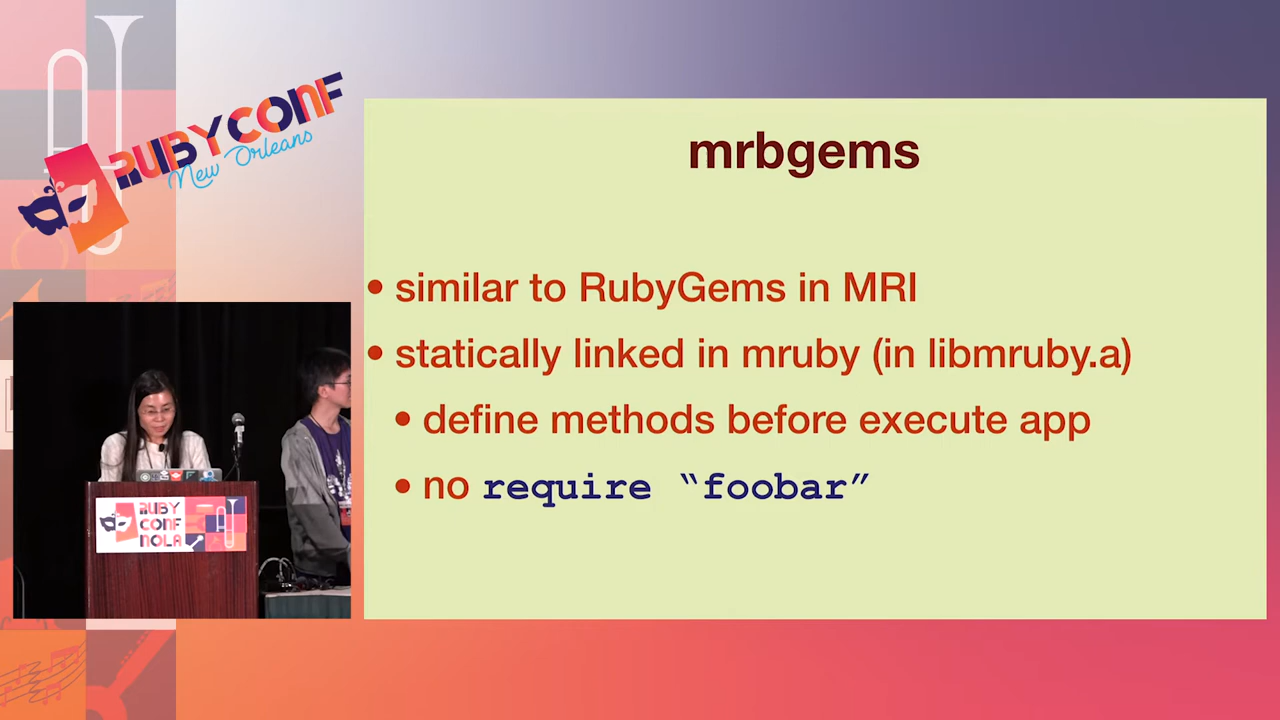 RUBYCONF
New Orleans
mrbgems
• similar to RubyGems in MRI
• statically linked in mruby (in libmruby.a)
• define methods before execute app
• no require “foobar”
RUBY
CONF
NOLA